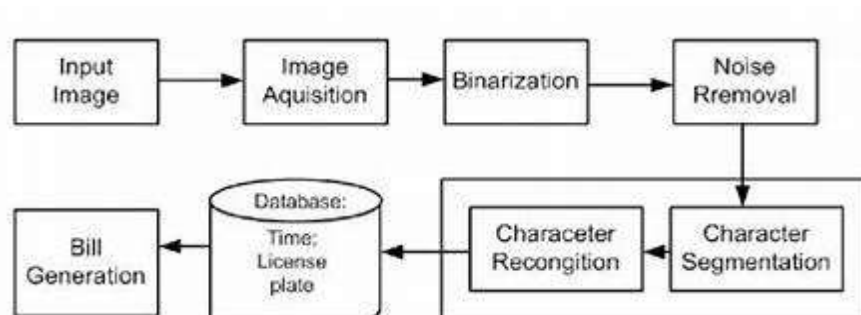 Input
Image
Image
Aquisition
Binarization
Noise
Rremoval
Bill
Generation
Database:
Time;
License
plate
Characeter
Recongition
Character
Segmentation